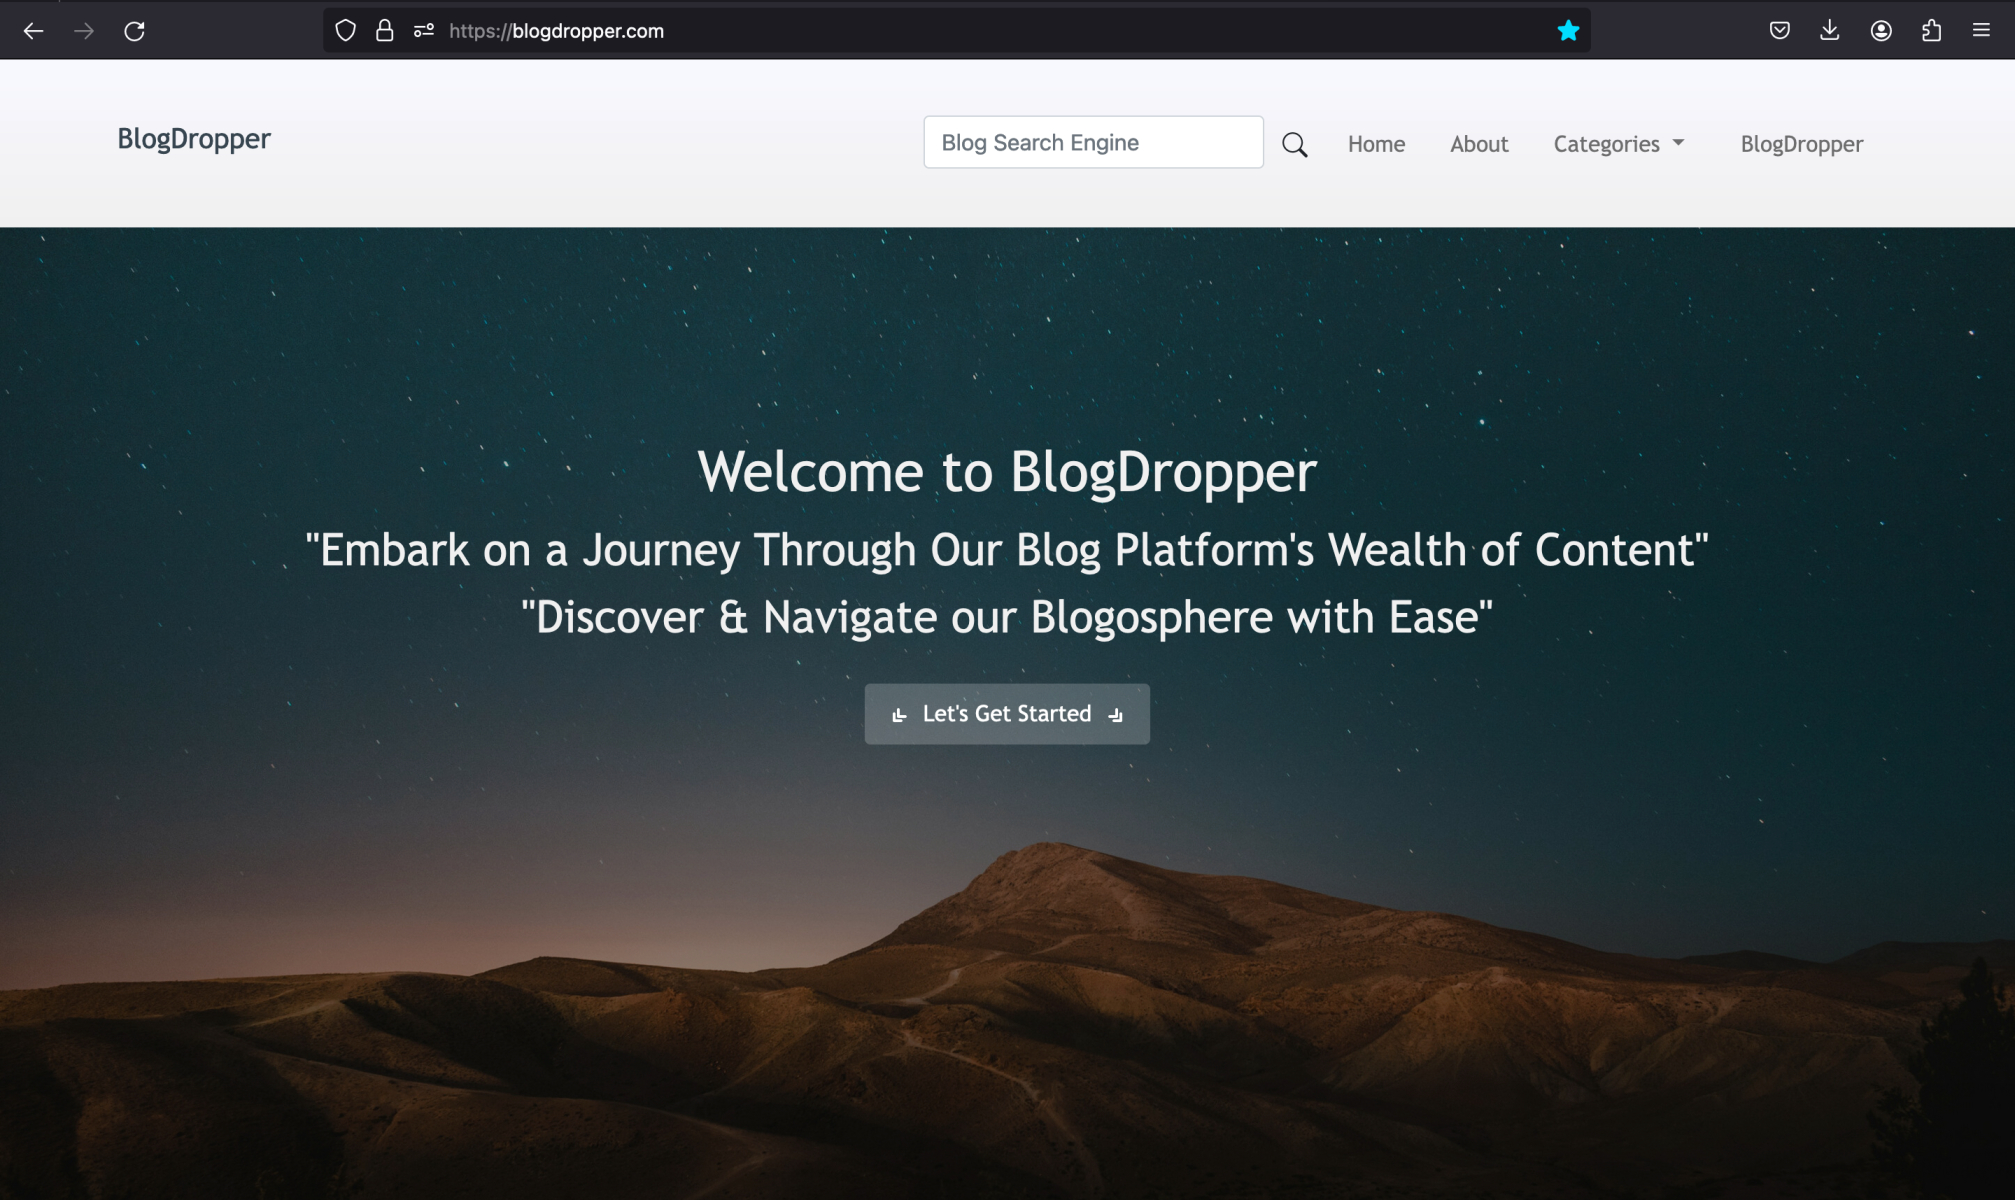 https://blogdropper.com
BlogDropper
Blog Search Engine
Home
About
Categories
BlogDropper
Welcome to BlogDropper
"Embark on a Journey Through Our Blog Platform's Wealth of Content"
"Discover & Navigate our Blogosphere with Ease"
Let's Get Started